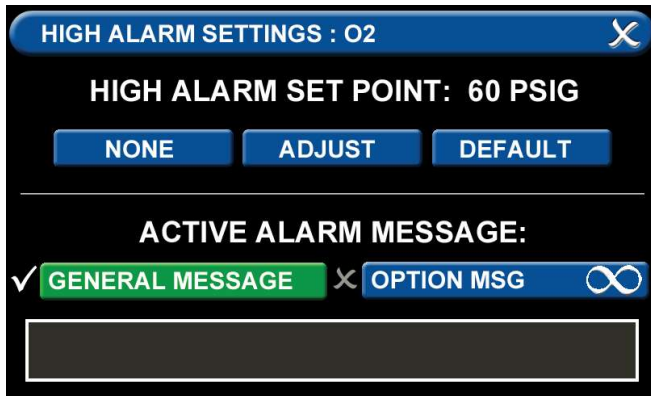 HIGH ALARM SETTINGS : O2
HIGH ALARM SET POINT: 60 PSIG
NONE ADJUST DEFAULT
ACTIVE ALARM MESSAGE:
GENERAL MESSAGE OPTION MSG